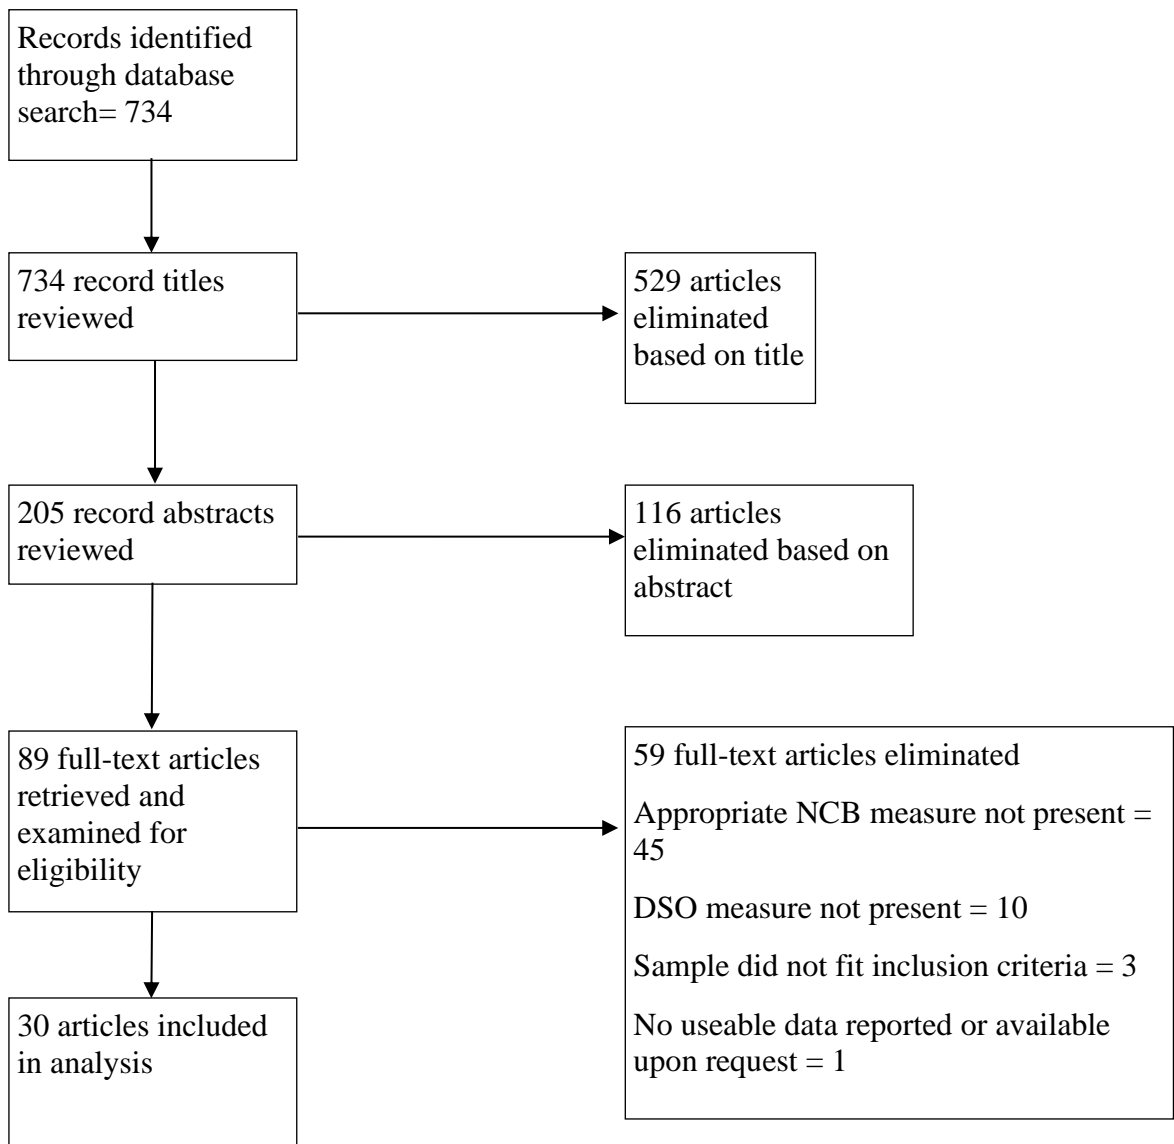 Records identified
through database
search= 734
734 record titles
reviewed
529 articles
eliminated
based on title
205 record abstracts
reviewed
116 articles
eliminated based on
abstract
89 full-text articles
retrieved and
examined for
eligibility
59 full-text articles eliminated
Appropriate NCB measure not present =
45
DSO measure not present = 10
Sample did not fit inclusion criteria = 3
No useable data reported or available
upon request = 1
30 articles included
in analysis